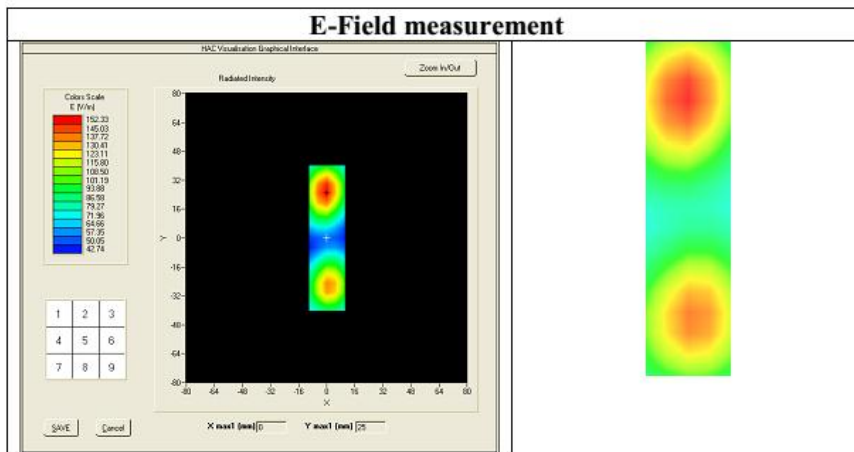 E-Field measurement
HAC Visualisation Graphical Interface
Zoom In/Out
Radiated Intensity
Colors Scale
E (V/m)
152.33
145.03
137.72
130.41
123.11
115.80
108.50
101.19
93.88
86.58
79.27
71.96
64.66
57.35
50.05
42.74
80
64
48
32
16
0
-16
-32
-48
-64
-80
Y
-80 -64 -48 -32 -16 0 16 32 48 64 80
X
1 2 3
4 5 6
7 8 9
SAVE Cancel
X max1 (mm) 0 Y max1 (mm) 25